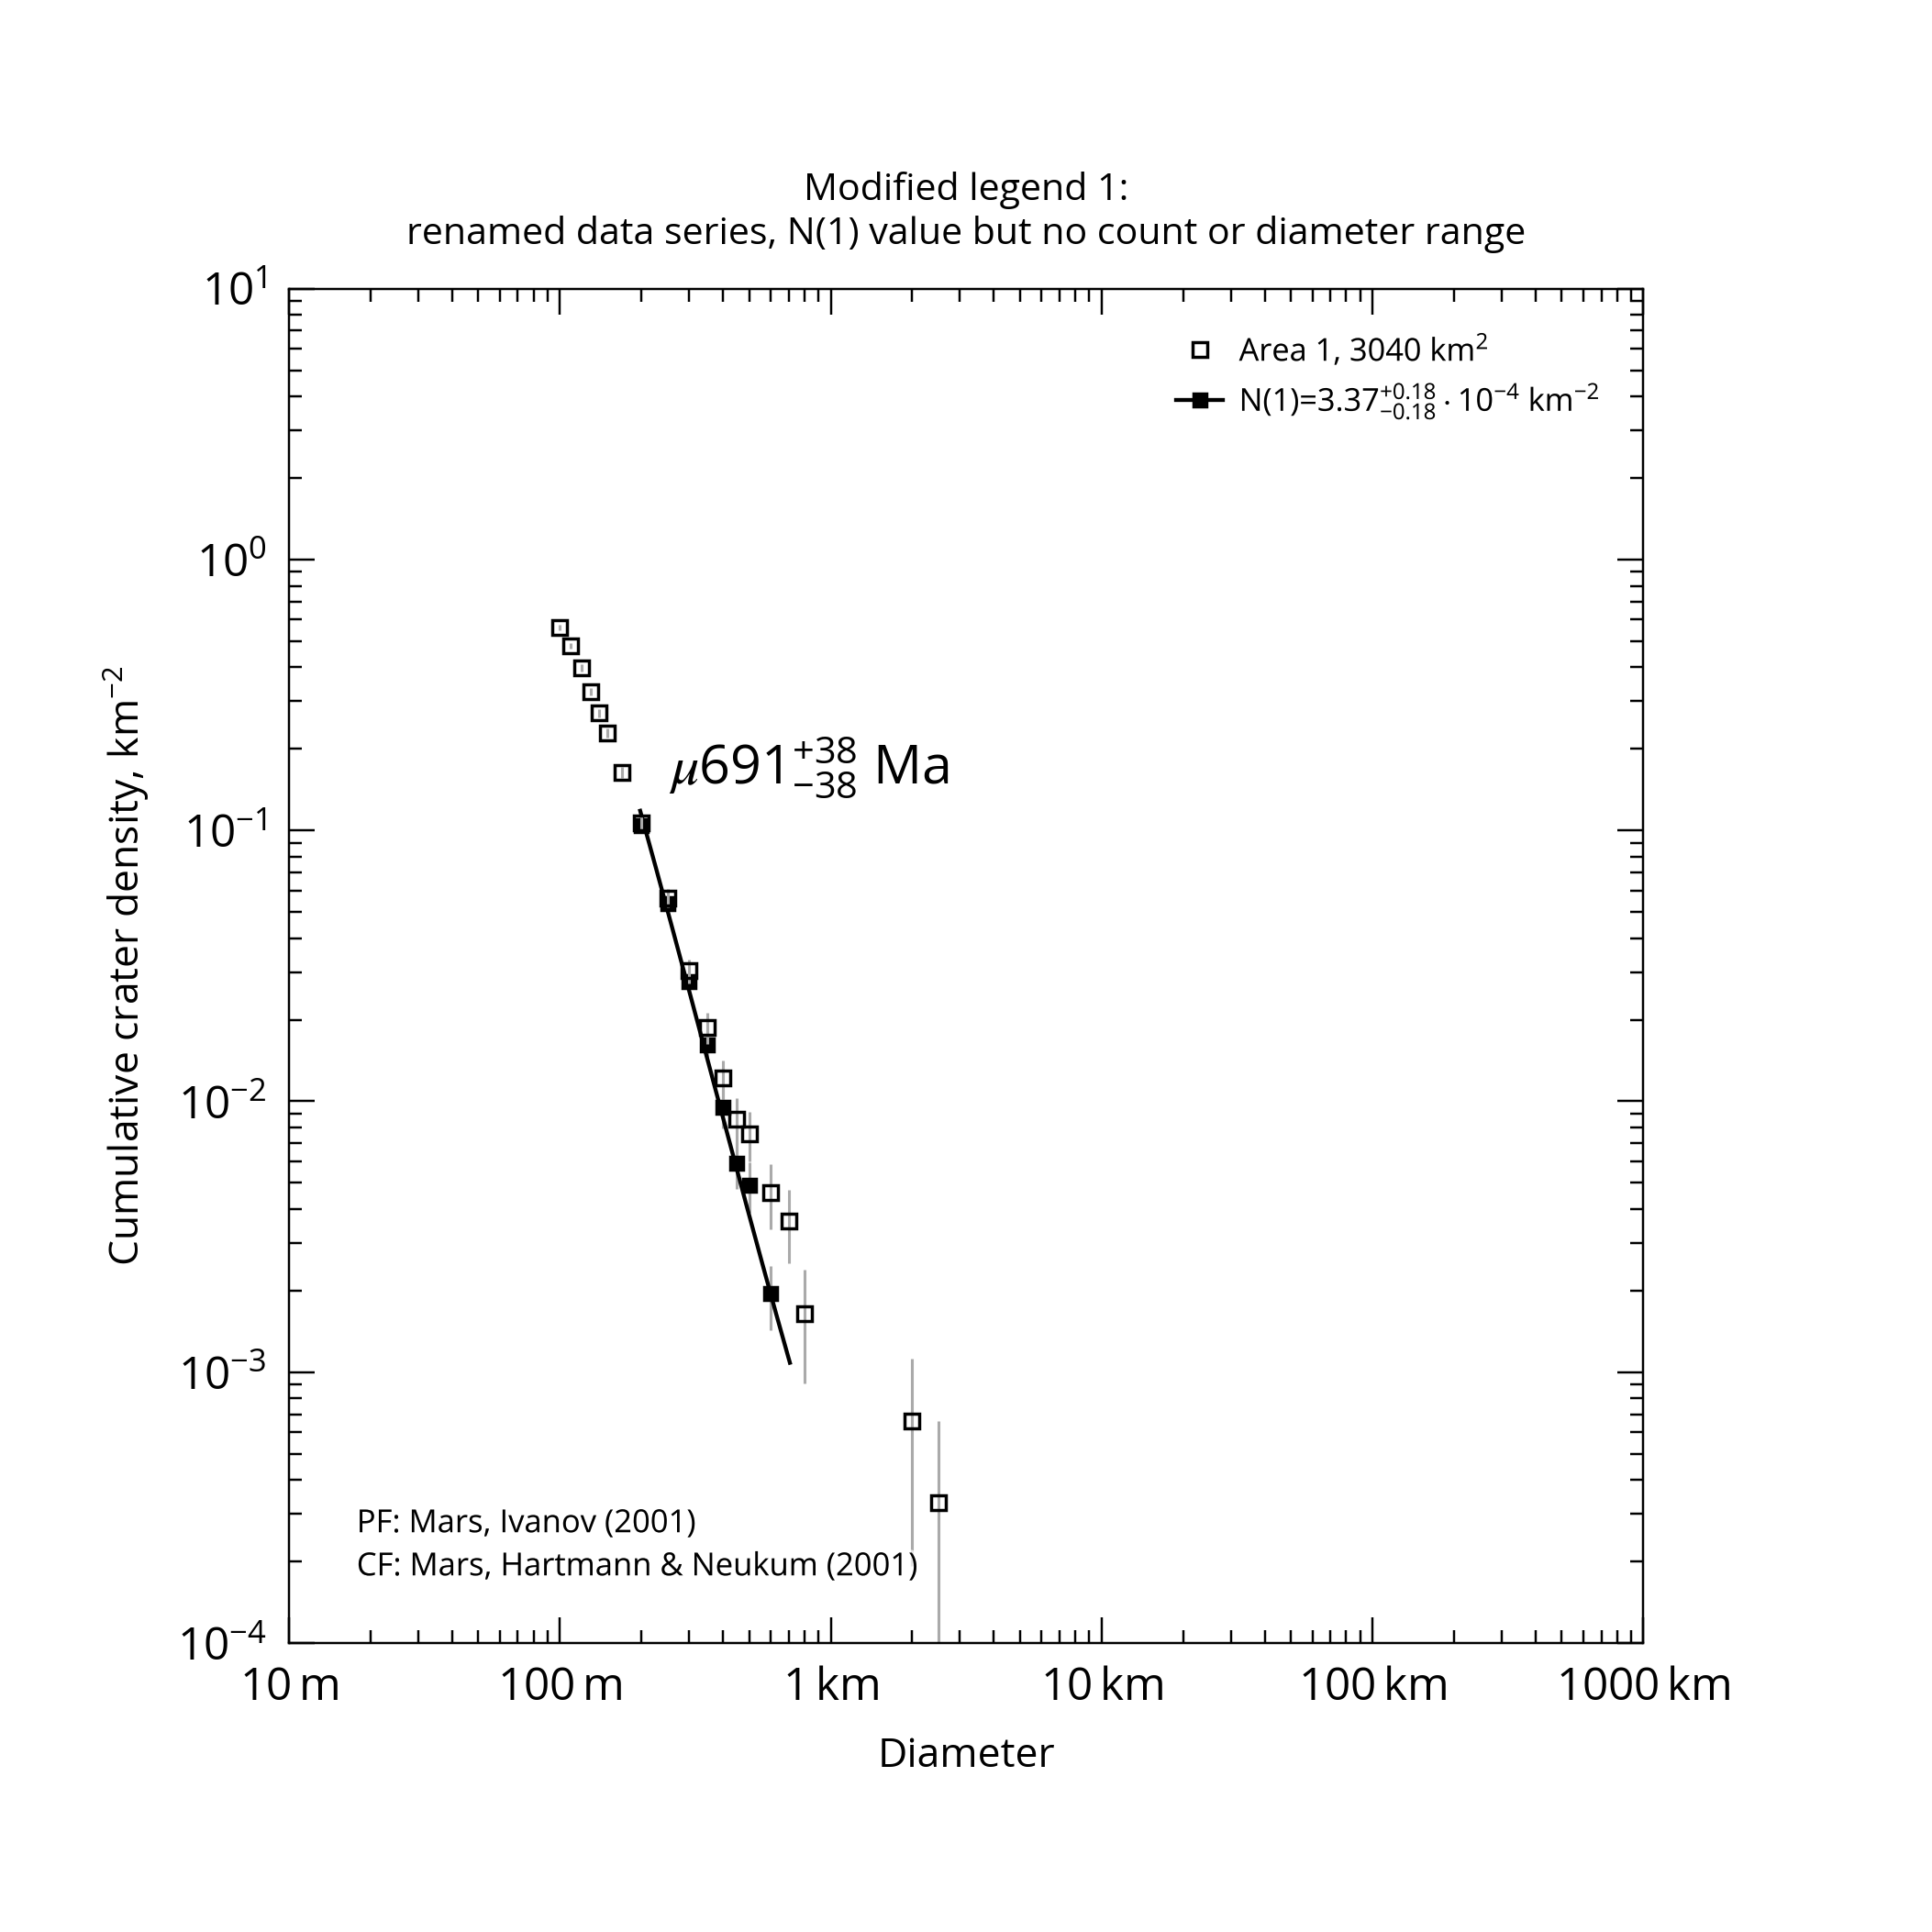 Modified legend 1:
renamed data series, N(1) value but no count or diameter range
Area 1, 3040 km²
N(1)=3.37⁺⁰·¹⁸₋₀.₁₈ · 10⁻⁴ km⁻²
10¹
10⁰
10⁻¹
10⁻²
10⁻³
10⁻⁴
Cumulative crater density, km⁻²
μ691⁺³⁸₋₃₈ Ma
PF: Mars, Ivanov (2001)
CF: Mars, Hartmann & Neukum (2001)
10 m 100 m 1 km 10 km 100 km 1000 km
Diameter